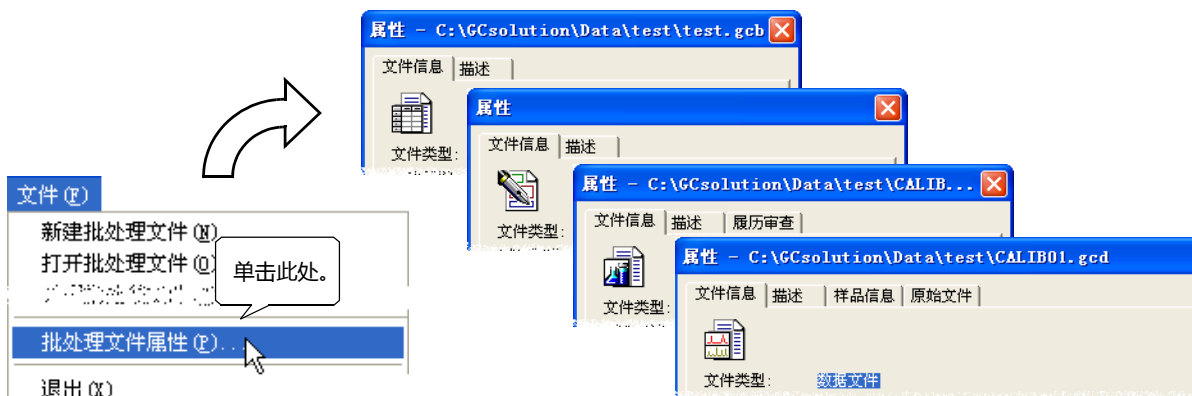 文件(F)
新建批处理文件(N)
打开批处理文件(O)
单击此处。
批处理文件属性(P)...
退出(X)
属性 - C:\GCsolution\Data\test\test.gcb
文件信息 描述
文件类型:
属性
文件信息 描述
文件类型:
属性 - C:\GCsolution\Data\test\CALIB...
文件信息 描述 履历审查
文件类型:
属性 - C:\GCsolution\Data\test\CALIB01.gcd
文件信息 描述 样品信息 原始文件
文件类型: 数据文件